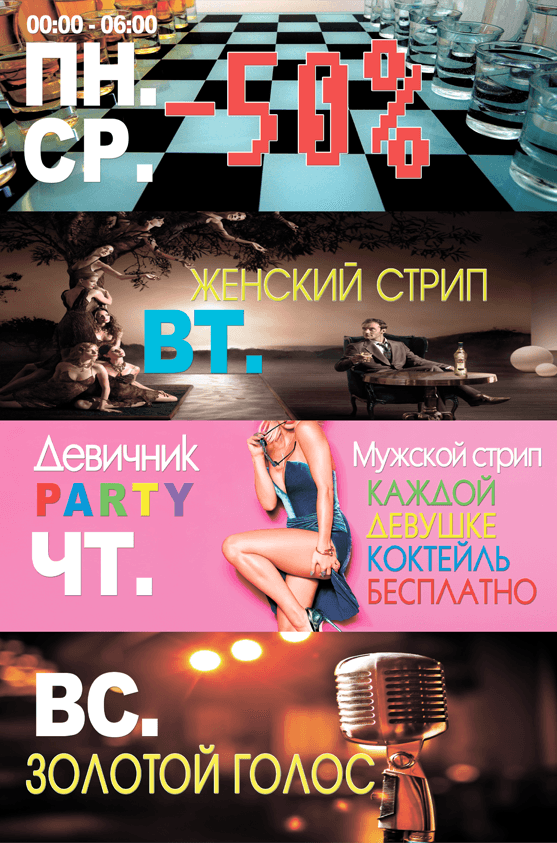 00:00 - 06:00
ПН.
СР.
-50%
ЖЕНСКИЙ СТРИП
ВТ.
Девичник
PARTY
ЧТ.
Мужской стрип
КАЖДОЙ
ДЕВУШКЕ
КОКТЕЙЛЬ
БЕСПЛАТНО
ВС.
ЗОЛОТОЙ ГОЛОС